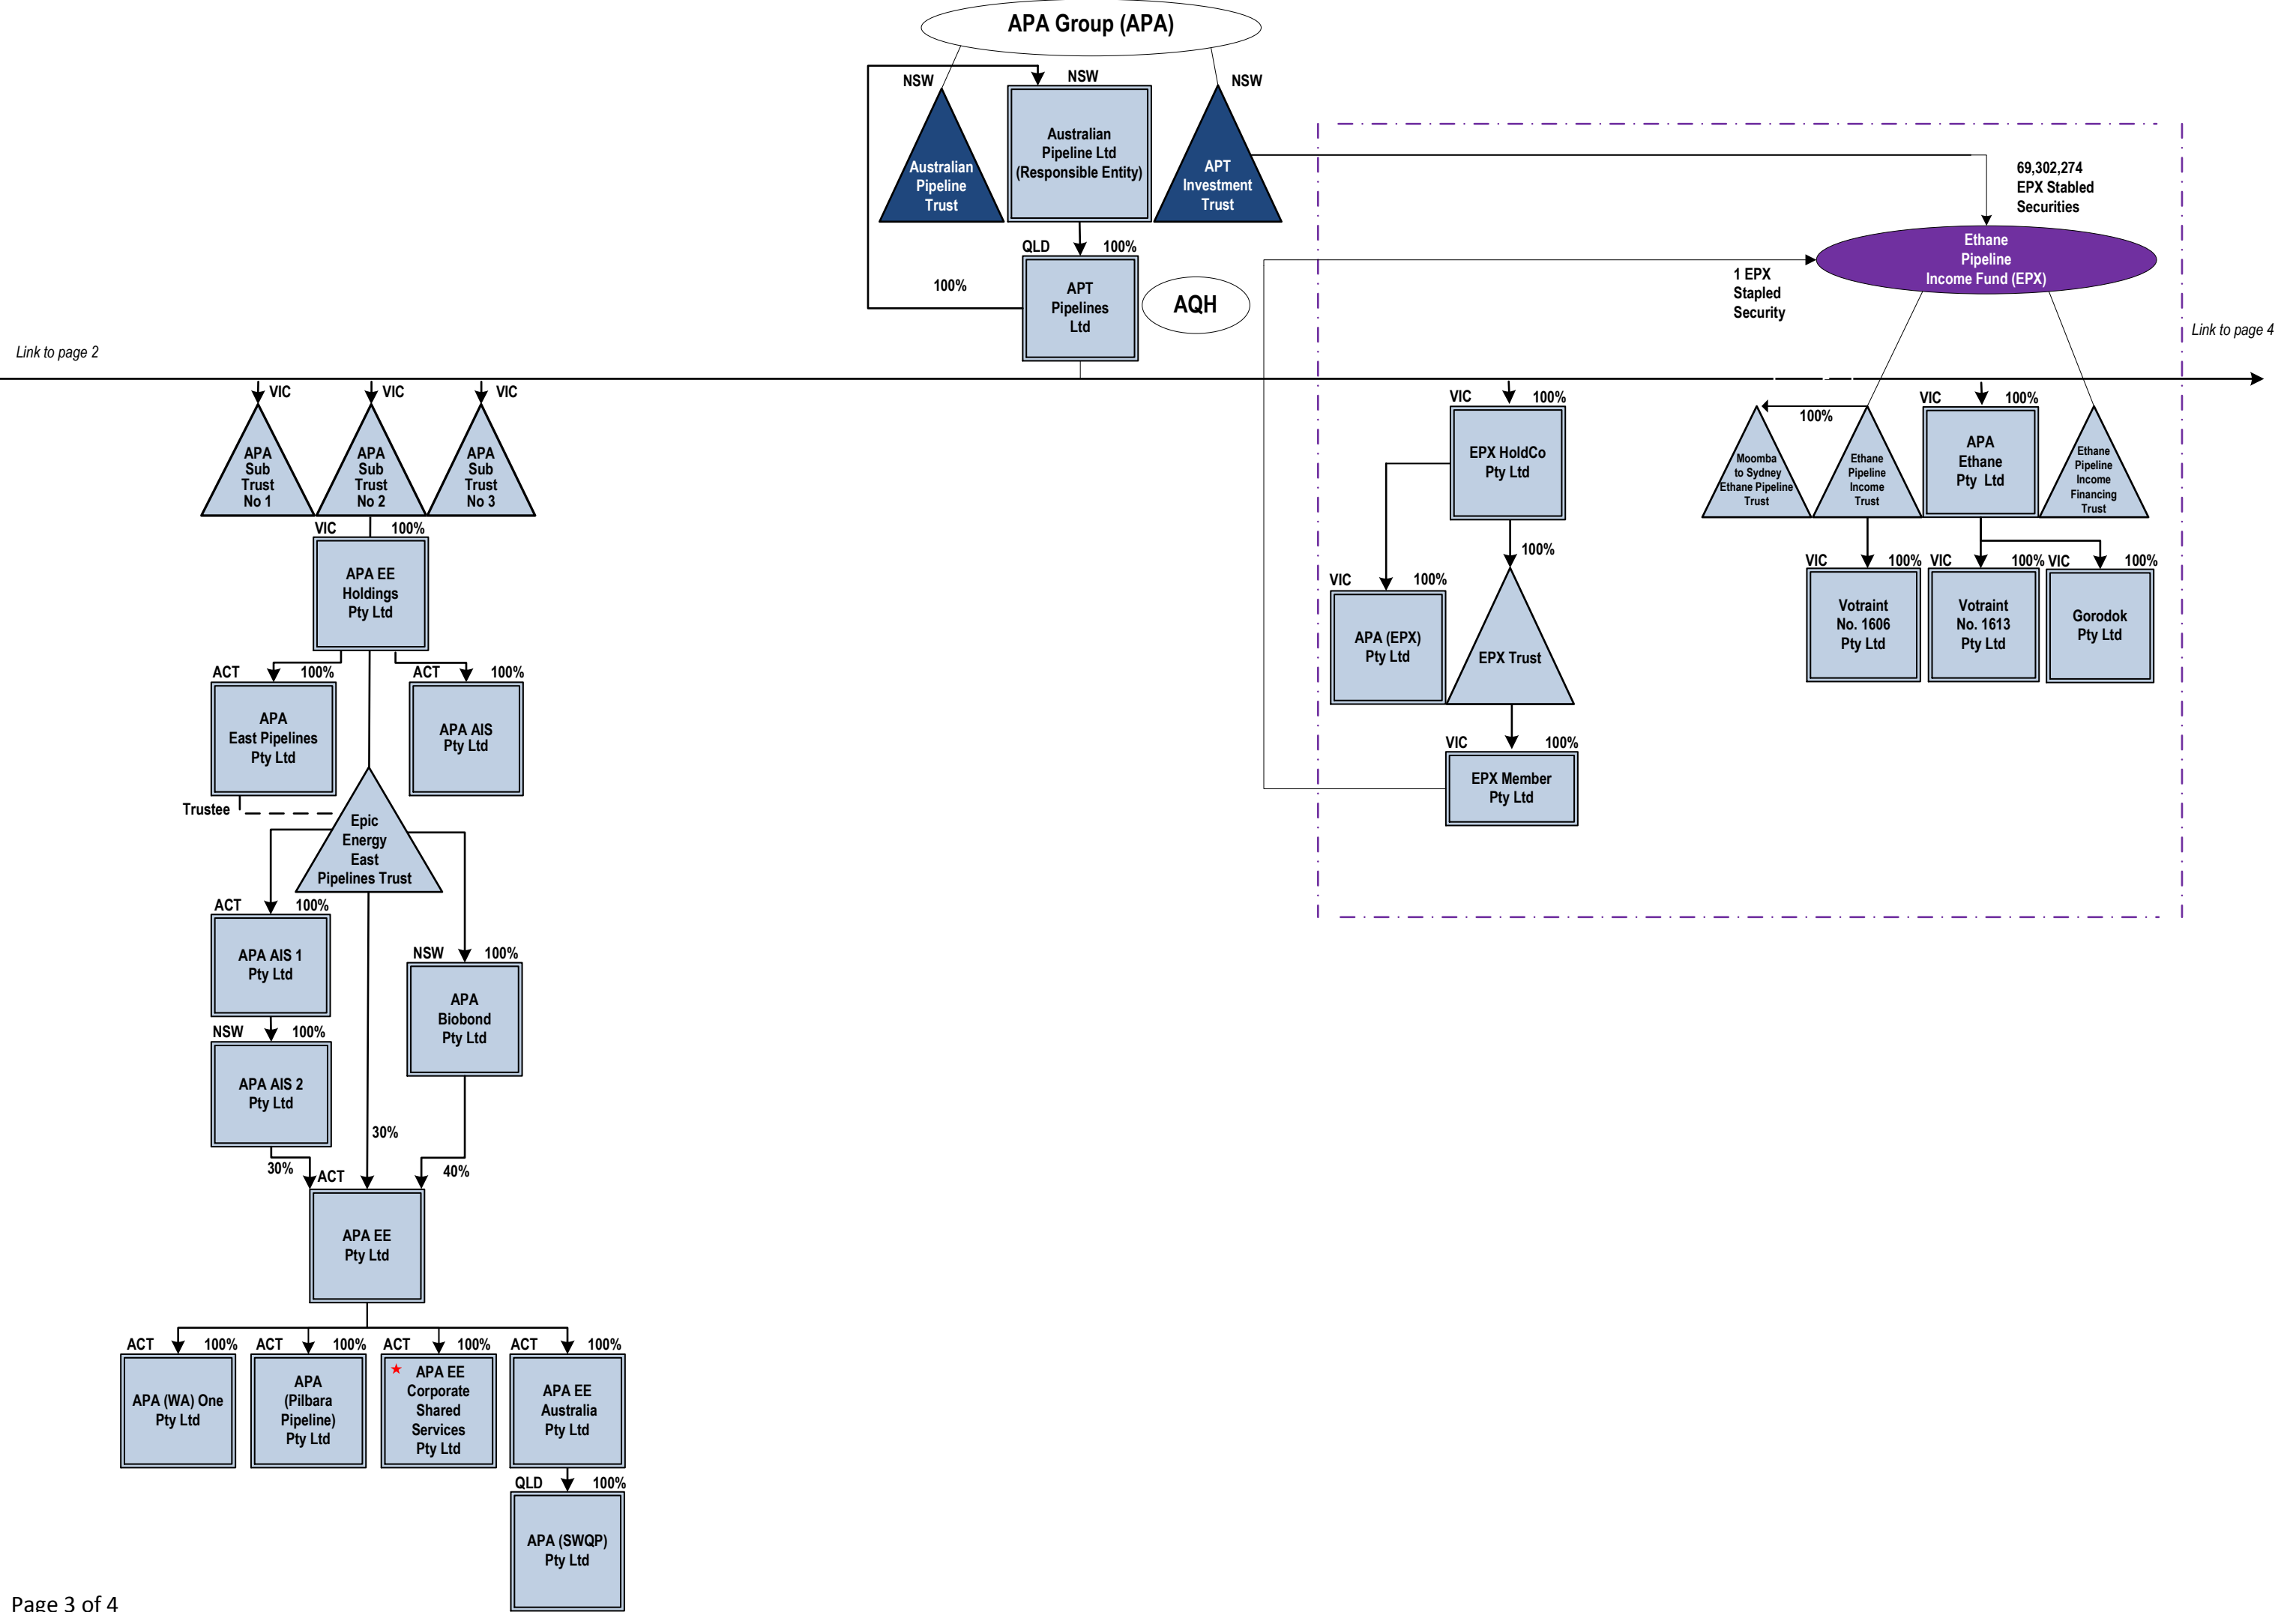 APA Group (APA)
NSW
NSW
NSW
Australian
Pipeline
Trust
Australian
Pipeline Ltd
(Responsible Entity)
APT
Investment
Trust
69,302,274
EPX Stabled
Securities
QLD
100%
100%
APT
Pipelines
Ltd
AQH
Ethane
Pipeline
Income Fund (EPX)
1 EPX
Stapled
Security
Link to page 2
Link to page 4
VIC
VIC
VIC
APA
Sub
Trust
No 1
APA
Sub
Trust
No 2
APA
Sub
Trust
No 3
VIC
100%
APA EE
Holdings
Pty Ltd
ACT
100%
APA
East Pipelines
Pty Ltd
ACT
100%
APA AIS
Pty Ltd
Trustee
Epic
Energy
East
Pipelines Trust
ACT
100%
APA AIS 1
Pty Ltd
NSW
100%
APA
Biobond
Pty Ltd
NSW
100%
APA AIS 2
Pty Ltd
30%
30%
40%
ACT
APA EE
Pty Ltd
ACT
100%
APA (WA) One
Pty Ltd
ACT
100%
APA
(Pilbara
Pipeline)
Pty Ltd
ACT
100%
APA EE
Corporate
Shared
Services
Pty Ltd
ACT
100%
APA EE
Australia
Pty Ltd
QLD
100%
APA (SWQP)
Pty Ltd
VIC
100%
EPX HoldCo
Pty Ltd
100%
VIC
100%
APA (EPX)
Pty Ltd
EPX Trust
VIC
100%
EPX Member
Pty Ltd
100%
Moomba
to Sydney
Ethane Pipeline
Trust
Ethane
Pipeline
Income
Trust
VIC
100%
APA
Ethane
Pty Ltd
Ethane
Pipeline
Income
Financing
Trust
VIC
100%
Votraint
No. 1606
Pty Ltd
VIC
100%
Votraint
No. 1613
Pty Ltd
VIC
100%
Gorodok
Pty Ltd
Page 3 of 4